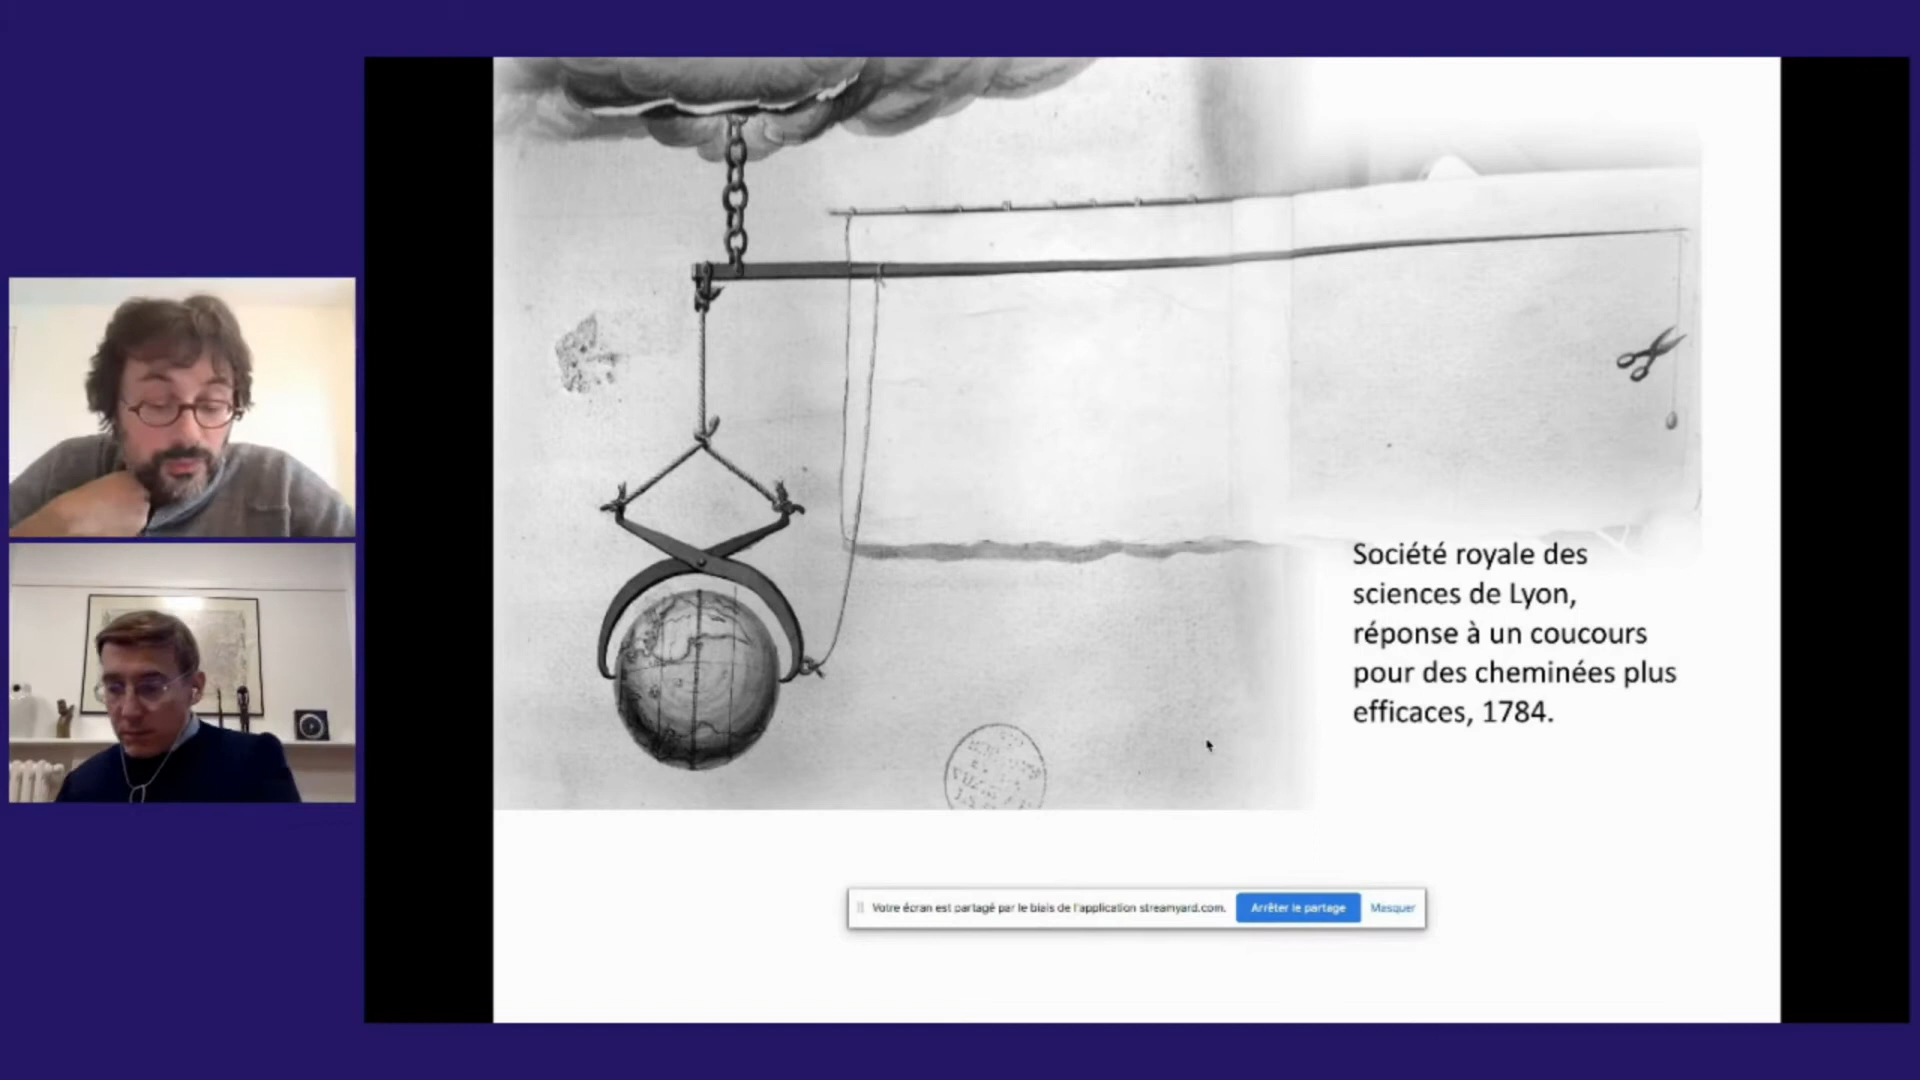 Société royale des
sciences de Lyon,
réponse à un coucours
pour des cheminées plus
efficaces, 1784.
Votre écran est partagé par le biais de l'application streamyard.com.
Arrêter le partage
Masquer